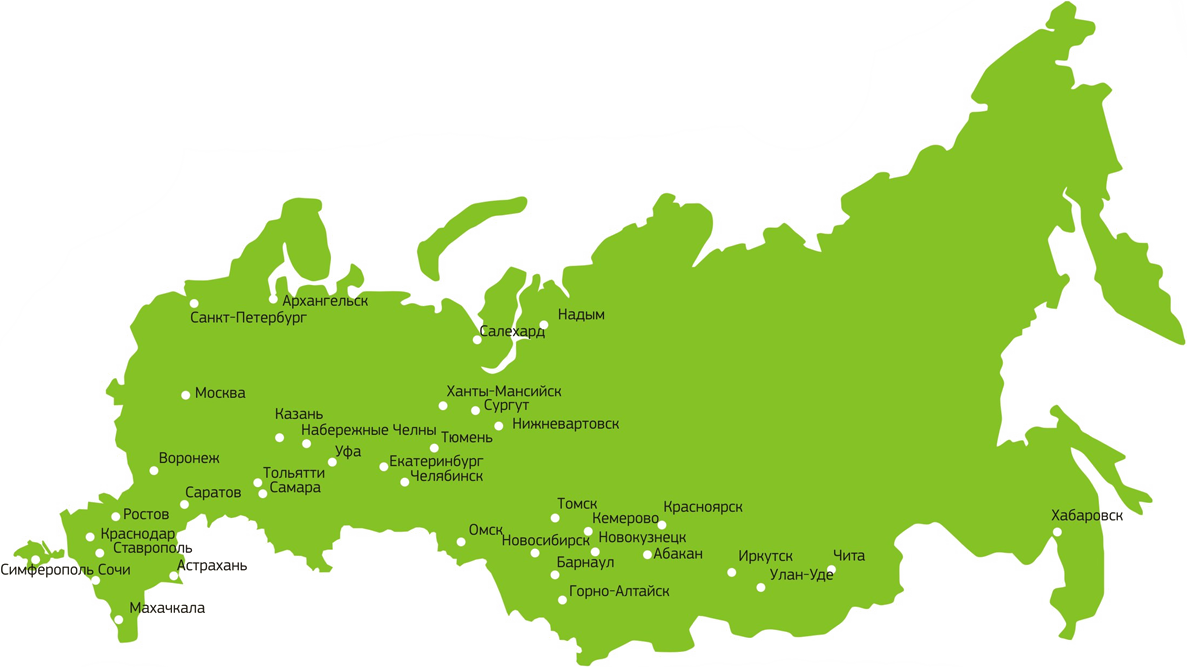 Архангельск
Санкт-Петербург
Надым
Салехард
Москва
Ханты-Мансийск
Сургут
Казань
Нижневартовск
Набережные Челны
Тюмень
Уфа
Воронеж
Екатеринбург
Тольятти
Челябинск
Самара
Саратов
Томск
Красноярск
Ростов
Кемерово
Хабаровск
Краснодар
Омск
Новосибирск
Новокузнецк
Ставрополь
Абакан
Иркутск
Чита
Симферополь
Сочи
Астрахань
Барнаул
Улан-Уде
Горно-Алтайск
Махачкала